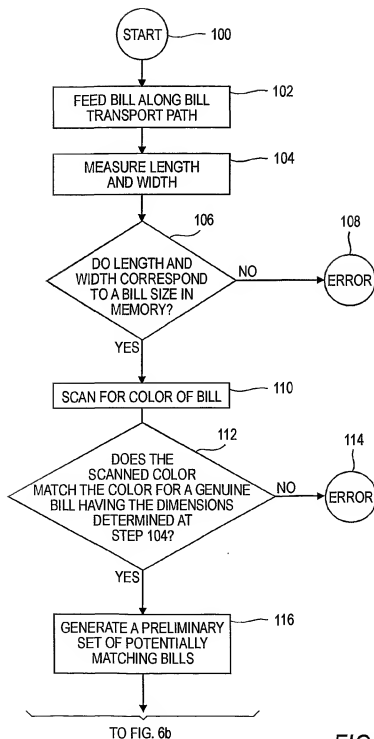 START
100
FEED BILL ALONG BILL
TRANSPORT PATH
102
MEASURE LENGTH
AND WIDTH
104
106
DO LENGTH AND
WIDTH CORRESPOND
TO A BILL SIZE IN
MEMORY?
NO
108
ERROR
YES
SCAN FOR COLOR OF BILL
110
112
DOES THE
SCANNED COLOR
MATCH THE COLOR FOR A GENUINE
BILL HAVING THE DIMENSIONS
DETERMINED AT
STEP 104?
NO
114
ERROR
YES
GENERATE A PRELIMINARY
SET OF POTENTIALLY
MATCHING BILLS
116
TO FIG. 6b
FIG